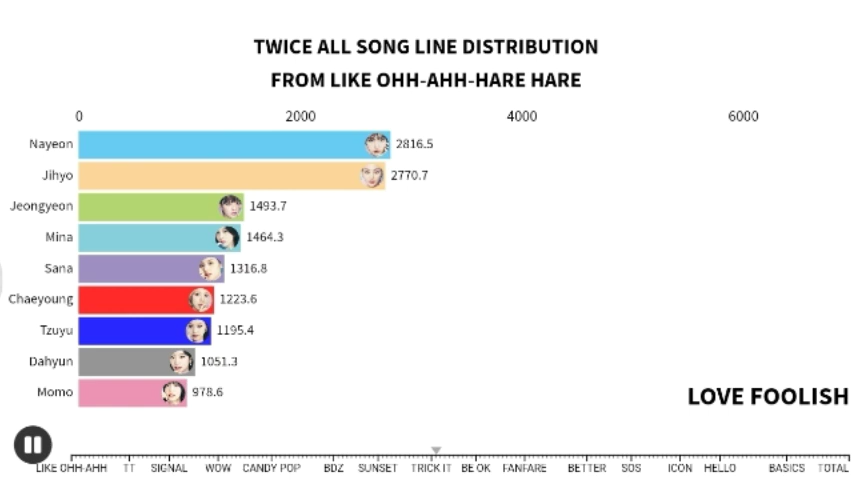 TWICE ALL SONG LINE DISTRIBUTION
FROM LIKE OHH-AHH-HARE HARE
0 2000 4000 6000
Nayeon 2816.5
Jihyo 2770.7
Jeongyeon 1493.7
Mina 1464.3
Sana 1316.8
Chaeyoung 1223.6
Tzuyu 1195.4
Dahyun 1051.3
Momo 978.6
LOVE FOOLISH
LIKE OHH-AHH TT SIGNAL WOW CANDY POP BDZ SUNSET TRICK IT BE OK FANFARE BETTER SOS ICON HELLO BASICS TOTAL